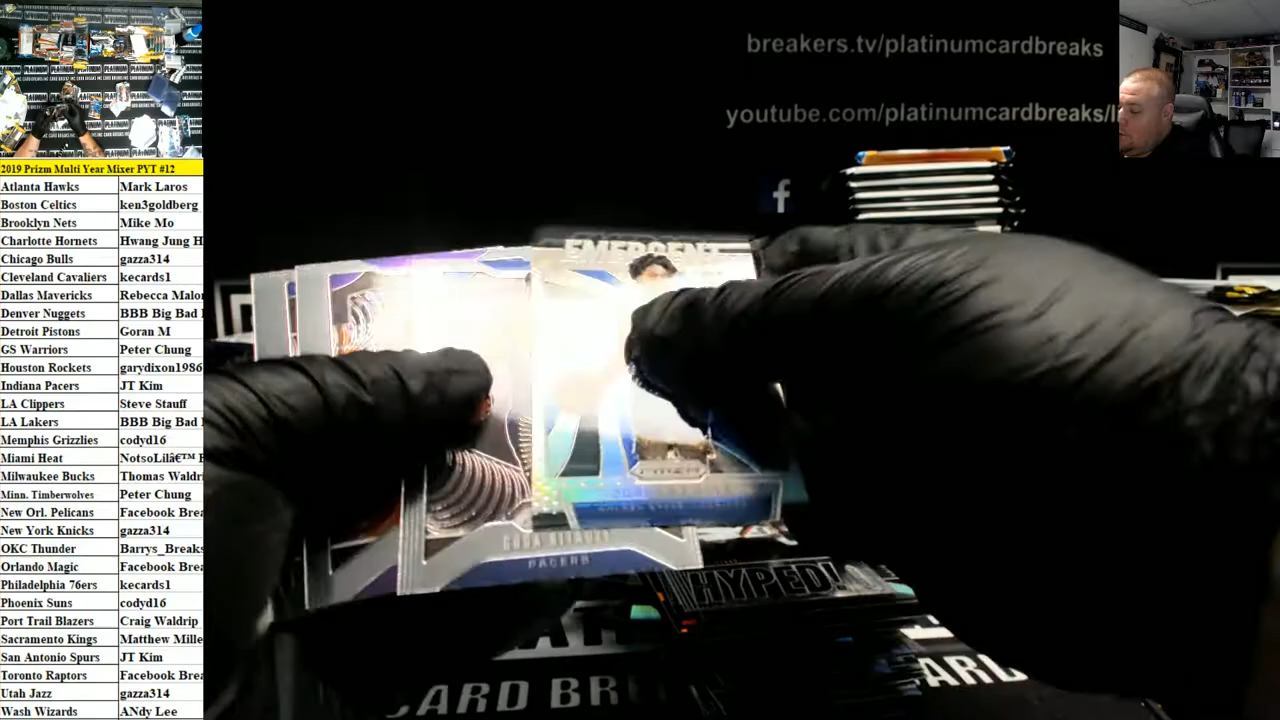 breakers.tv/platinumcardbreaks
youtube.com/platinumcardbreaks/li
2019 Prizm Multi Year Mixer PYT #12
Atlanta Hawks Mark Laros
Boston Celtics ken3goldberg
Brooklyn Nets Mike Mo
Charlotte Hornets Hwang Jung H
Chicago Bulls gazza314
Cleveland Cavaliers kecards1
Dallas Mavericks Rebecca Malo
Denver Nuggets BBB Big Bad
Detroit Pistons Goran M
GS Warriors Peter Chung
Houston Rockets garydixon1986
Indiana Pacers JT Kim
LA Clippers Steve Stauff
LA Lakers BBB Big Bad
Memphis Grizzlies codyd16
Miami Heat NotsoLilâ€™
Milwaukee Bucks Thomas Waldri
Minn. Timberwolves Peter Chung
New Orl. Pelicans Facebook Brea
New York Knicks gazza314
OKC Thunder Barrys_Breaks
Orlando Magic Facebook Brea
Philadelphia 76ers kecards1
Phoenix Suns codyd16
Port Trail Blazers Craig Waldrip
Sacramento Kings Matthew Mille
San Antonio Spurs JT Kim
Toronto Raptors Facebook Brea
Utah Jazz gazza314
Wash Wizards ANdy Lee
f
EMERGENT
PRIZM
PACERS
HYPED!
CARD BRE
ARD